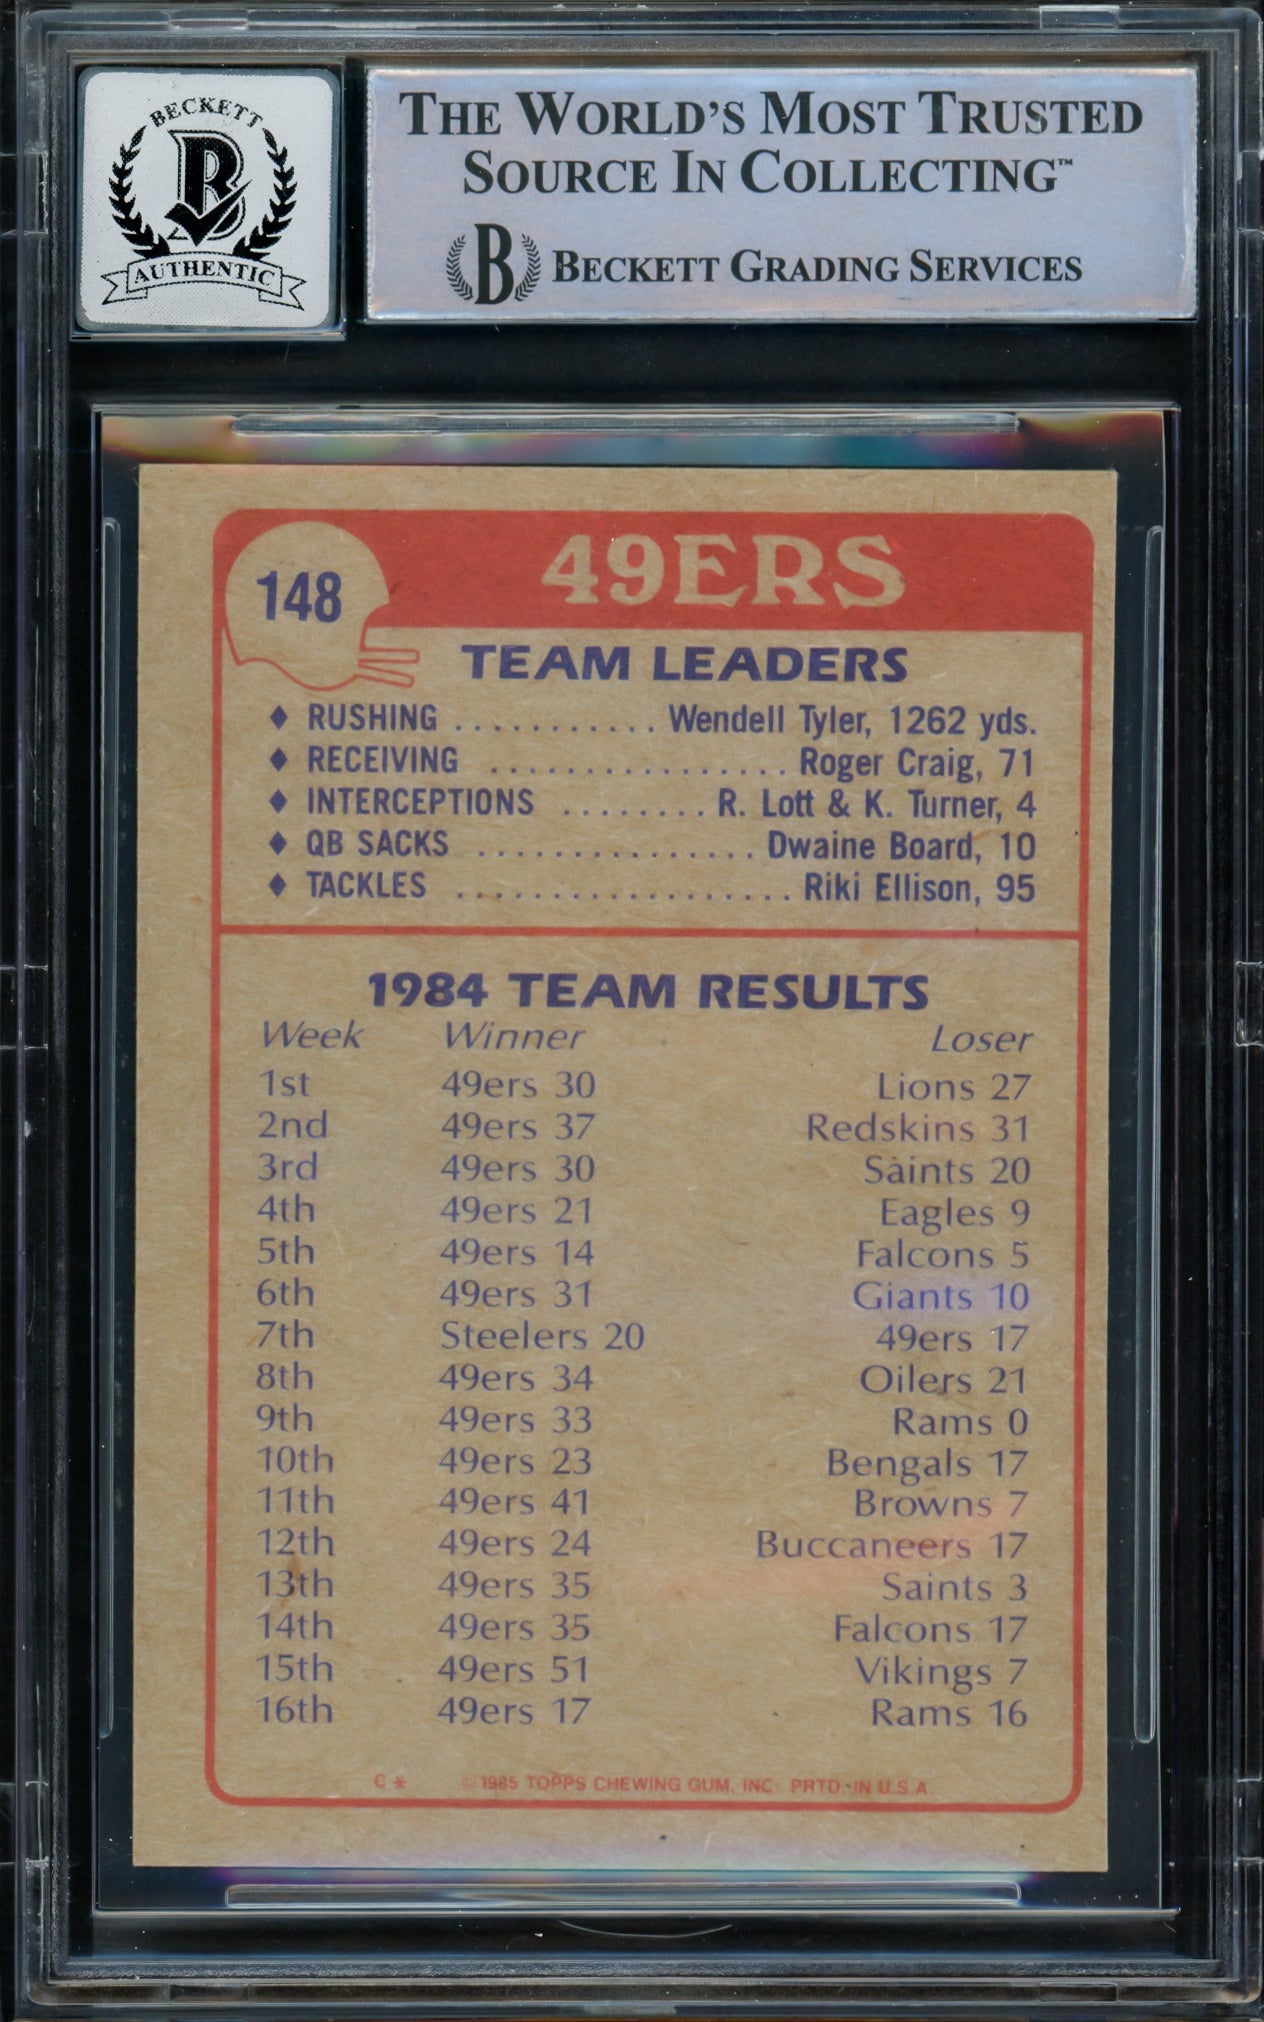 BECKETT
B
AUTHENTIC
THE WORLD'S MOST TRUSTED
SOURCE IN COLLECTING™
B BECKETT GRADING SERVICES
148
49ERS
TEAM LEADERS
♦ RUSHING ........... Wendell Tyler, 1262 yds.
♦ RECEIVING ................ Roger Craig, 71
♦ INTERCEPTIONS ........ R. Lott & K. Turner, 4
♦ QB SACKS ............... Dwaine Board, 10
♦ TACKLES .................. Riki Ellison, 95
1984 TEAM RESULTS
Week Winner Loser
1st 49ers 30 Lions 27
2nd 49ers 37 Redskins 31
3rd 49ers 30 Saints 20
4th 49ers 21 Eagles 9
5th 49ers 14 Falcons 5
6th 49ers 31 Giants 10
7th Steelers 20 49ers 17
8th 49ers 34 Oilers 21
9th 49ers 33 Rams 0
10th 49ers 23 Bengals 17
11th 49ers 41 Browns 7
12th 49ers 24 Buccaneers 17
13th 49ers 35 Saints 3
14th 49ers 35 Falcons 17
15th 49ers 51 Vikings 7
16th 49ers 17 Rams 16
C* © 1985 TOPPS CHEWING GUM, INC. PRTD. IN U.S.A.